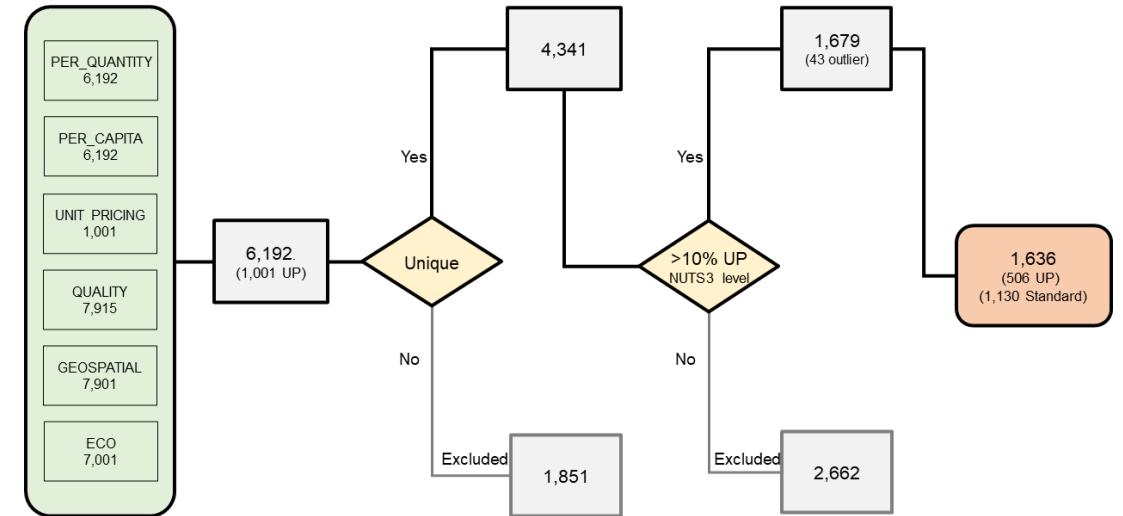 PER_QUANTITY
6,192
PER_CAPITA
6,192
UNIT PRICING
1,001
QUALITY
7,915
GEOSPATIAL
7,901
ECO
7,001
6,192.
(1,001 UP)
Unique
Yes
No
4,341
Excluded
1,851
>10% UP
NUTS3 level
Yes
No
1,679
(43 outlier)
Excluded
2,662
1,636
(506 UP)
(1,130 Standard)